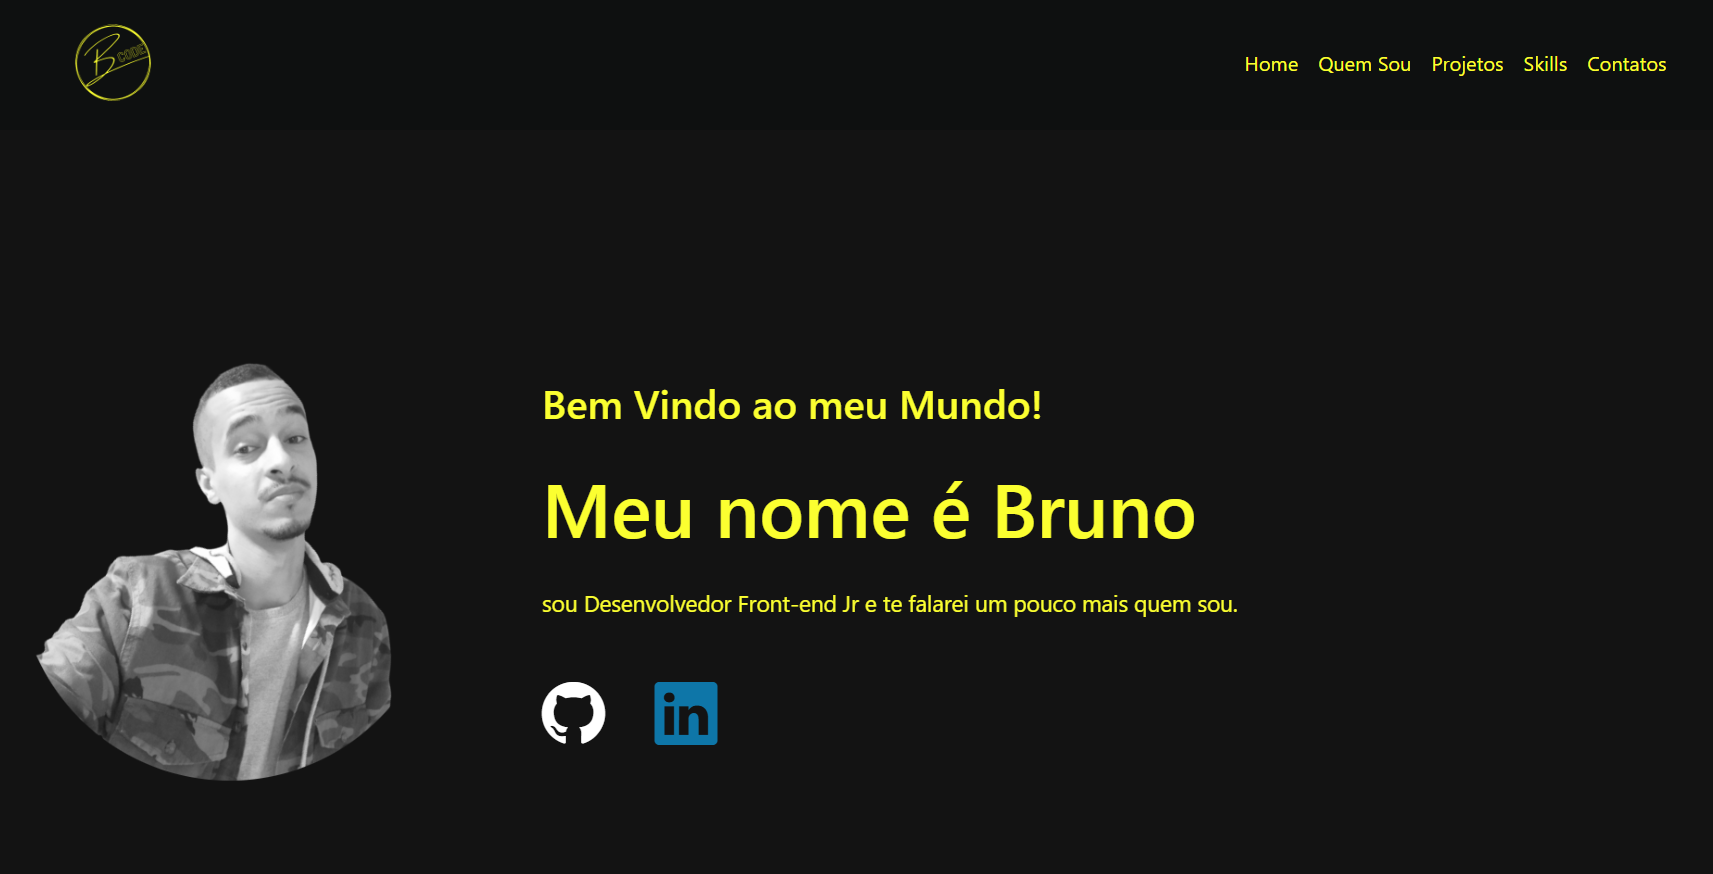 B CODE
Home Quem Sou Projetos Skills Contatos
Bem Vindo ao meu Mundo!
Meu nome é Bruno
sou Desenvolvedor Front-end Jr e te falarei um pouco mais quem sou.
in